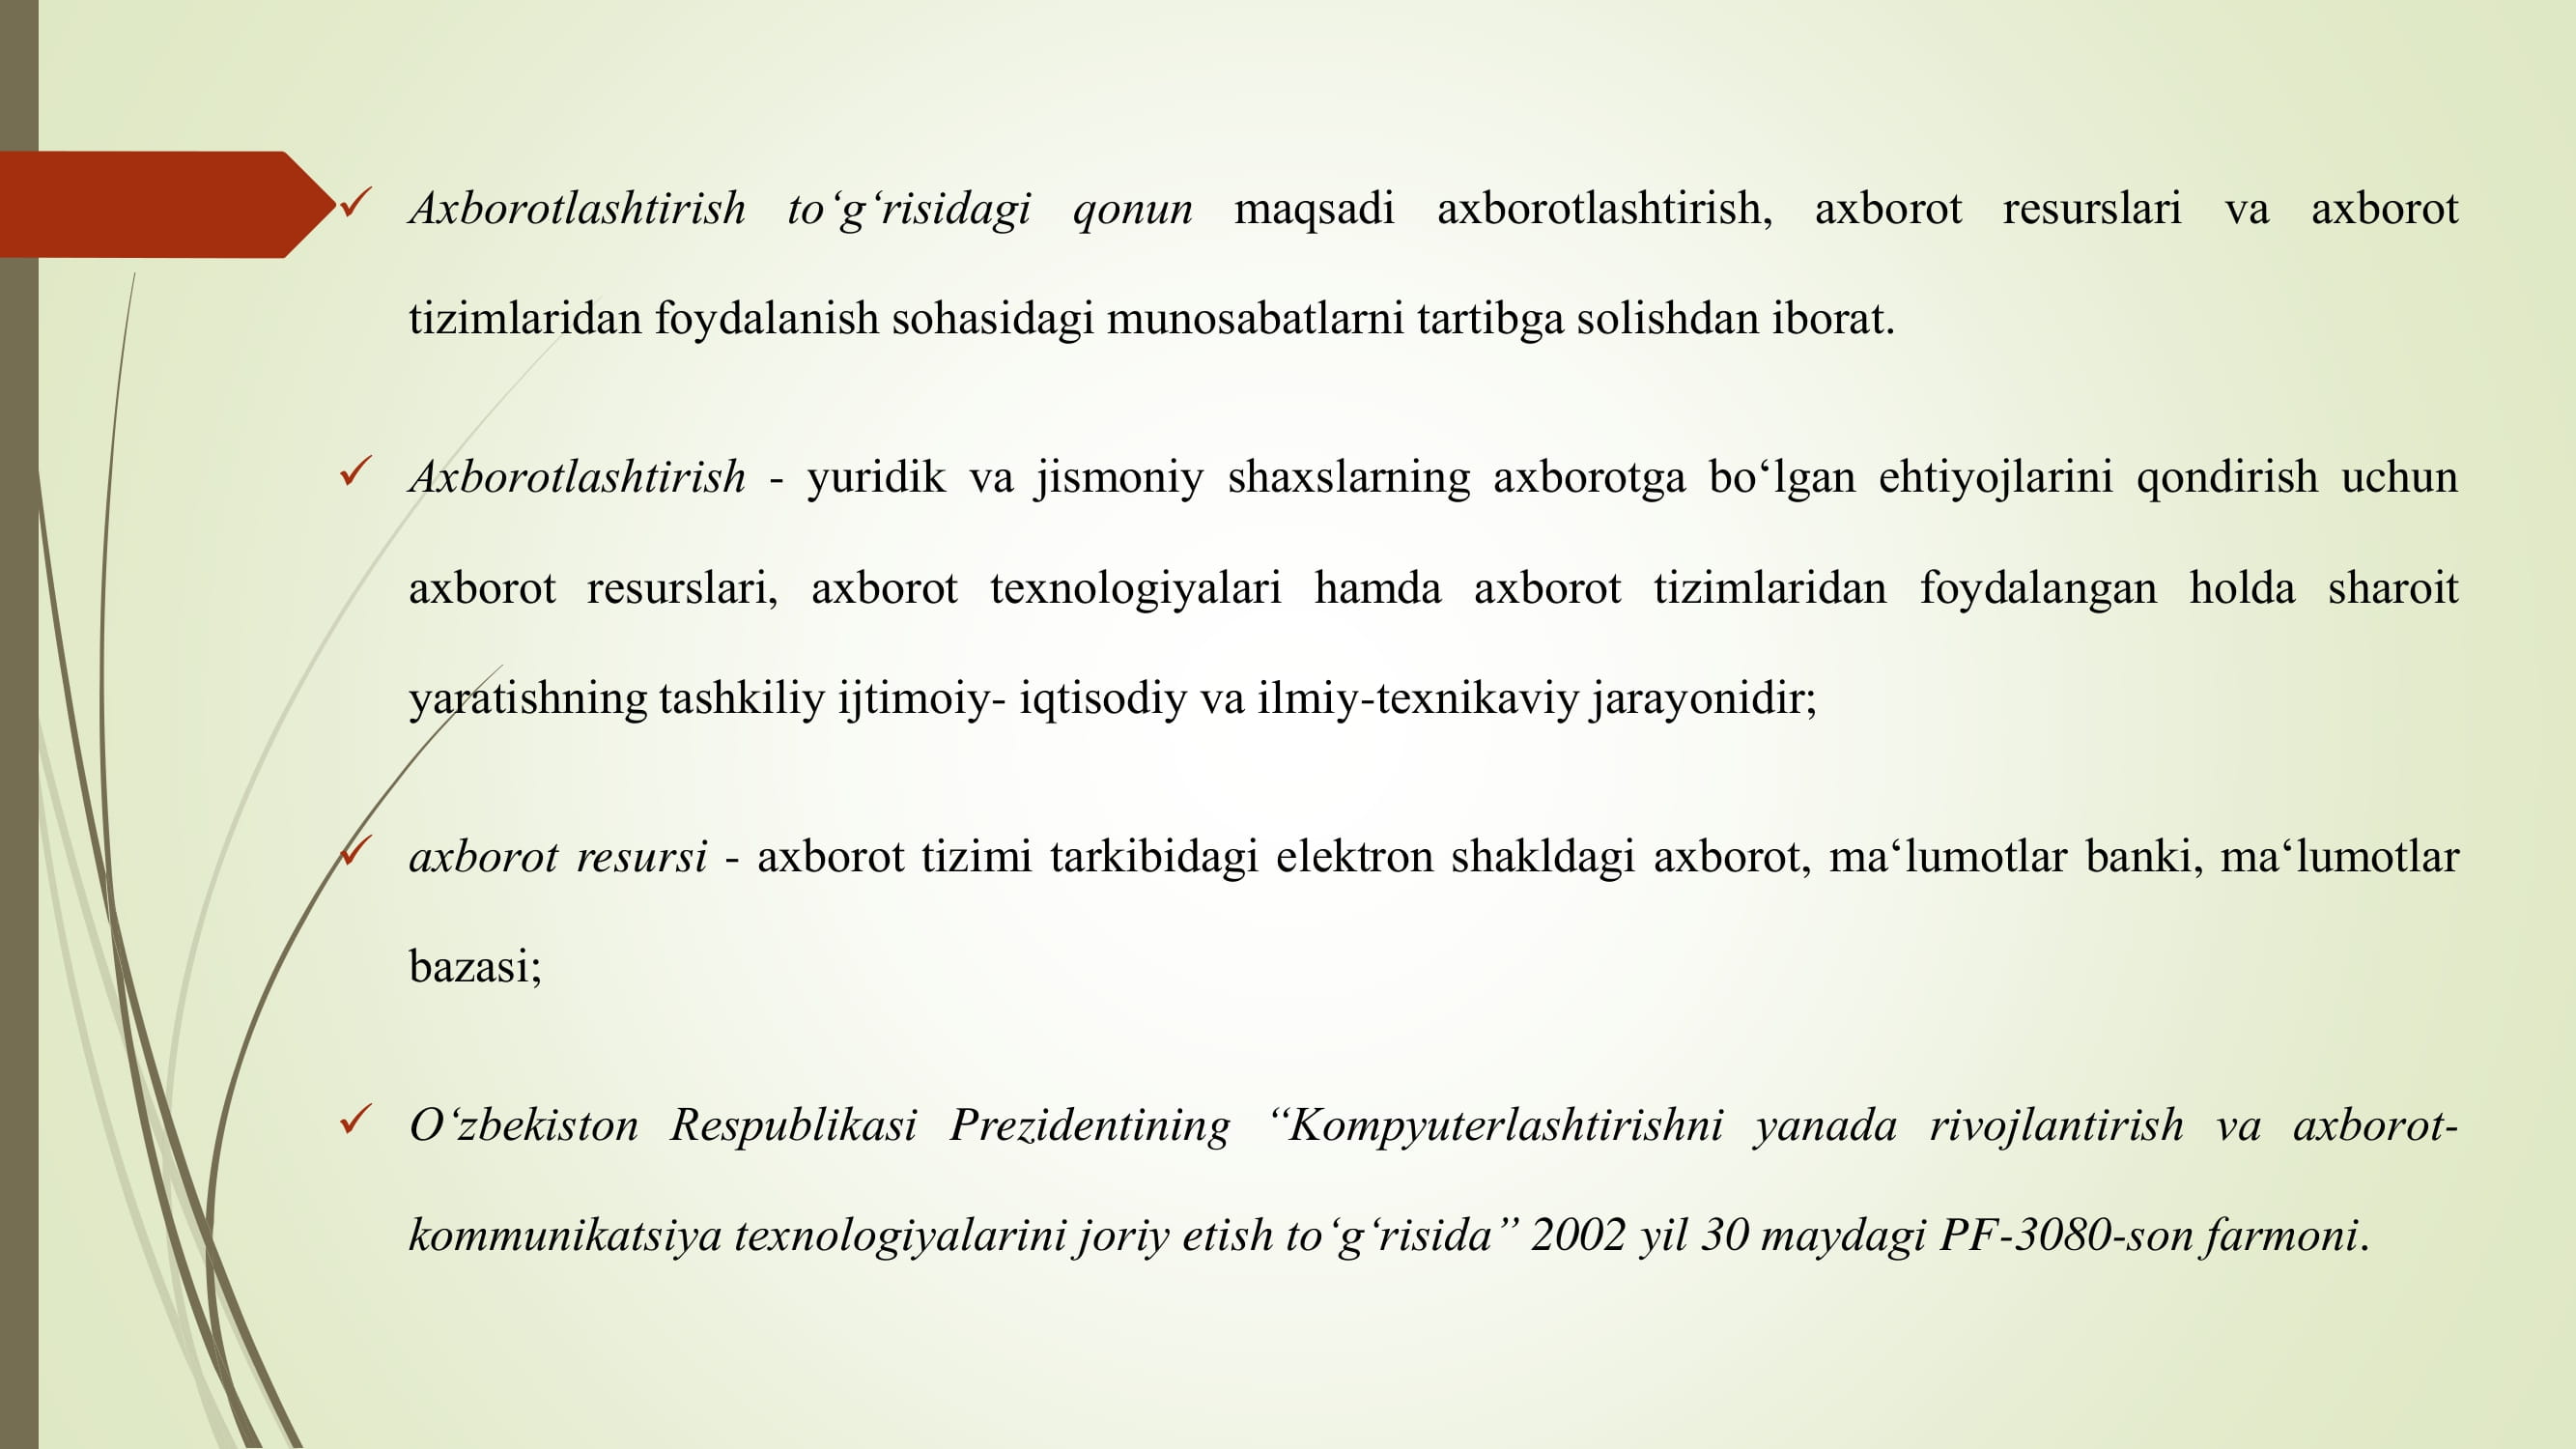 ✓ Axborotlashtirish to‘g‘risidagi qonun maqsadi axborotlashtirish, axborot resurslari va axborot
tizimlaridan foydalanish sohasidagi munosabatlarni tartibga solishdan iborat.
✓ Axborotlashtirish - yuridik va jismoniy shaxslarning axborotga bo‘lgan ehtiyojlarini qondirish uchun
axborot resurslari, axborot texnologiyalari hamda axborot tizimlaridan foydalangan holda sharoit
yaratishning tashkiliy ijtimoiy- iqtisodiy va ilmiy-texnikaviy jarayonidir;
✓ axborot resursi - axborot tizimi tarkibidagi elektron shakldagi axborot, ma‘lumotlar banki, ma‘lumotlar
bazasi;
✓ O‘zbekiston Respublikasi Prezidentining “Kompyuterlashtirishni yanada rivojlantirish va axborot-
kommunikatsiya texnologiyalarini joriy etish to‘g‘risida” 2002 yil 30 maydagi PF-3080-son farmoni.